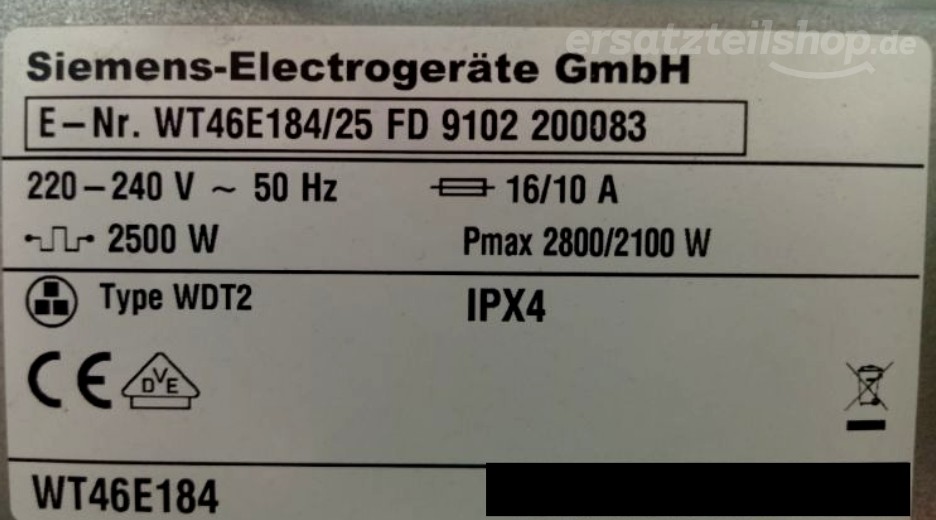 ersatzteilshop.de
Siemens-Electrogeräte GmbH
E-Nr. WT46E184/25 FD 9102 200083
220-240 V ~ 50 Hz 16/10 A
2500 W Pmax 2800/2100 W
Type WDT2 IPX4
CE DVE
WT46E184